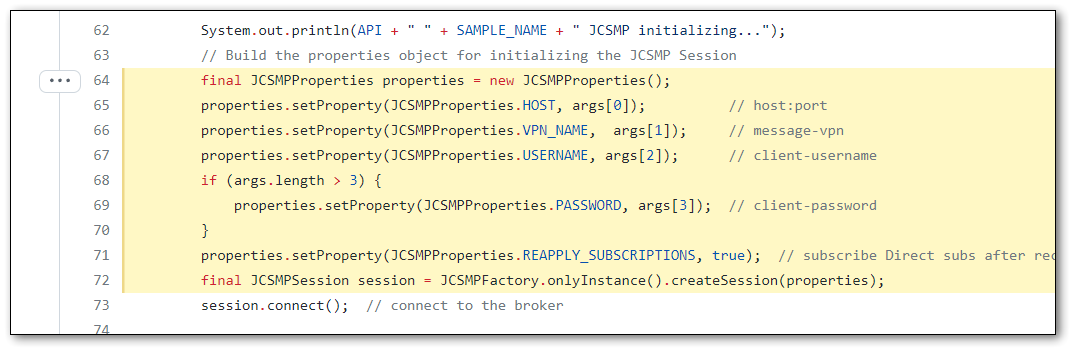 62 System.out.println(API + " " + SAMPLE_NAME + " JCSMP initializing...");
63 // Build the properties object for initializing the JCSMP Session
64 final JCSMPProperties properties = new JCSMPProperties();
65 properties.setProperty(JCSMPProperties.HOST, args[0]); // host:port
66 properties.setProperty(JCSMPProperties.VPN_NAME, args[1]); // message-vpn
67 properties.setProperty(JCSMPProperties.USERNAME, args[2]); // client-username
68 if (args.length > 3) {
69 properties.setProperty(JCSMPProperties.PASSWORD, args[3]); // client-password
70 }
71 properties.setProperty(JCSMPProperties.REAPPLY_SUBSCRIPTIONS, true); // subscribe Direct subs after
72 final JCSMPSession session = JCSMPFactory.onlyInstance().createSession(properties);
73 session.connect(); // connect to the broker
74